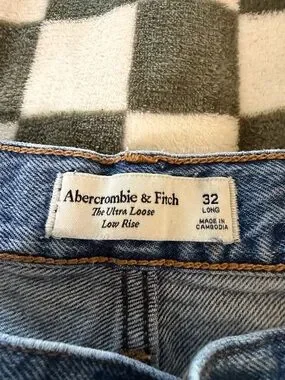 Abercrombie & Fitch
The Ultra Loose
Low Rise
32
LONG
MADE IN
CAMBODIA